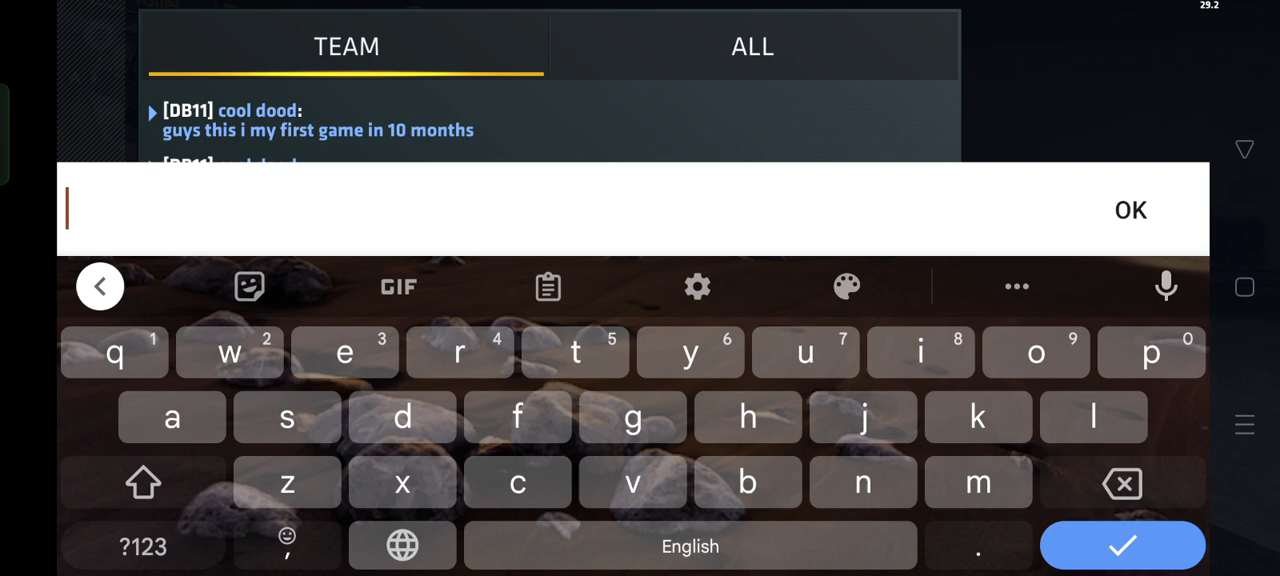 29.2
TEAM
ALL
[DB11] cool dood:
guys this i my first game in 10 months
OK
GIF
q 1 w 2 e 3 r 4 t 5 y 6 u 7 i 8 o 9 p 0
a s d f g h j k l
z x c v b n m
?123 , English .